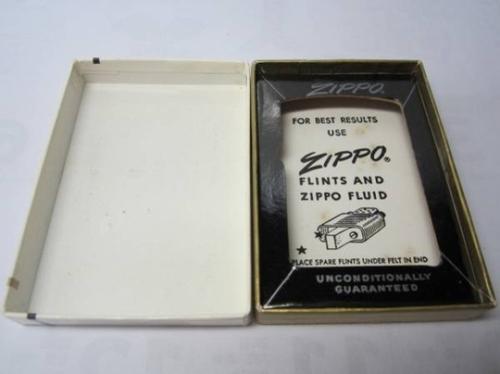 ZIPPO
FOR BEST RESULTS
USE
ZIPPO®
FLINTS AND
ZIPPO FLUID
PLACE SPARE FLINTS UNDER FELT IN END
UNCONDITIONALLY
GUARANTEED